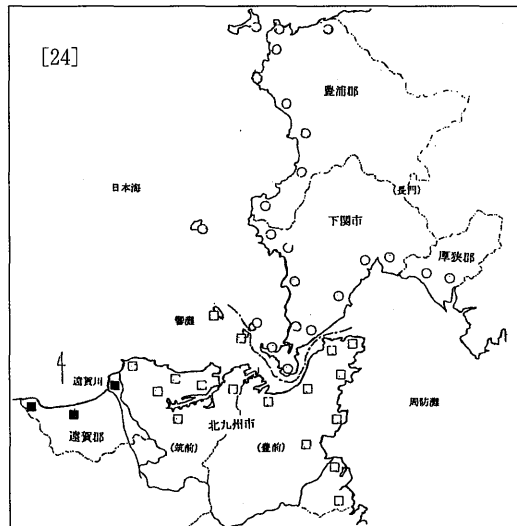 [24]
豊浦郡
(長門)
日本海
下関市
厚狭郡
響灘
遠賀川
周防灘
北九州市
遠賀郡
(筑前)
(豊前)